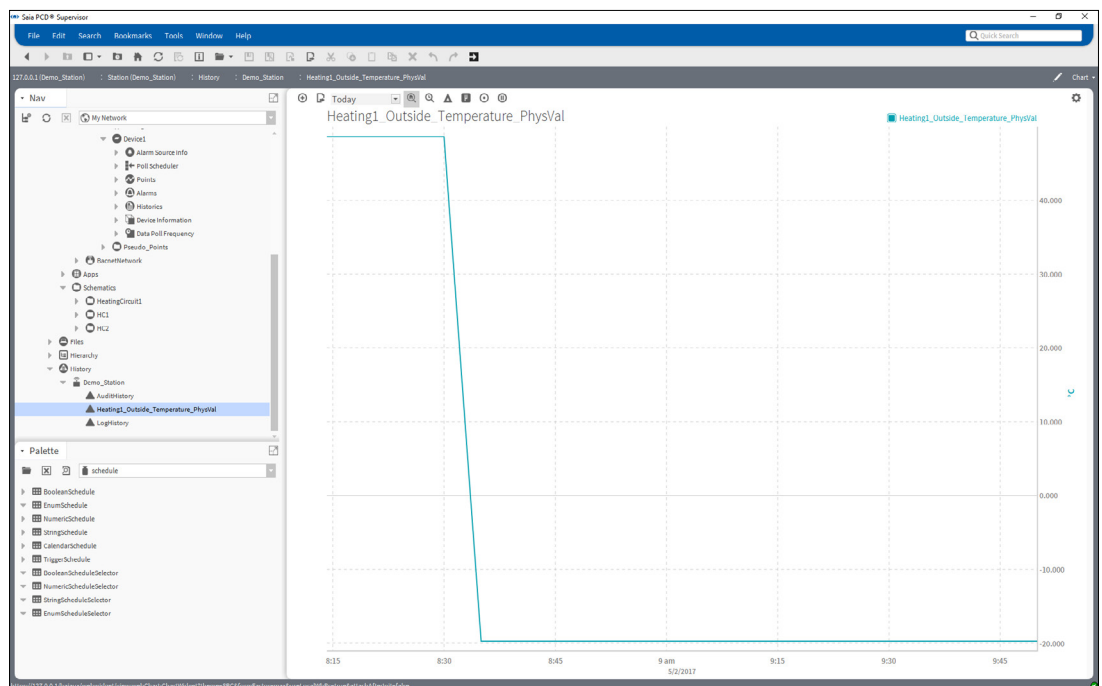 Saia PCD® Supervisor
File Edit Search Bookmarks Tools Window Help
Quick Search
127.0.0.1 (Demo_Station) : Station (Demo_Station) : History : Demo_Station : Heating1_Outside_Temperature_PhysVal
Chart
Nav
My Network
Device1
Alarm Source Info
Poll Scheduler
Points
Alarms
Historics
Device Information
Data Poll Frequency
Pseudo_Points
BacnetNetwork
Apps
Schematics
HeatingCircuit1
HC1
HC2
Files
Hierarchy
History
Demo_Station
AuditHistory
Heating1_Outside_Temperature_PhysVal
LogHistory
Palette
schedule
BooleanSchedule
EnumSchedule
NumericSchedule
StringSchedule
CalendarSchedule
TriggerSchedule
BooleanScheduleSelector
NumericScheduleSelector
StringScheduleSelector
EnumScheduleSelector
Today
Heating1_Outside_Temperature_PhysVal
Heating1_Outside_Temperature_PhysVal
40.000
30.000
20.000
°C
10.000
0.000
-10.000
-20.000
8:15 8:30 8:45 9 am 9:15 9:30 9:45
5/2/2017